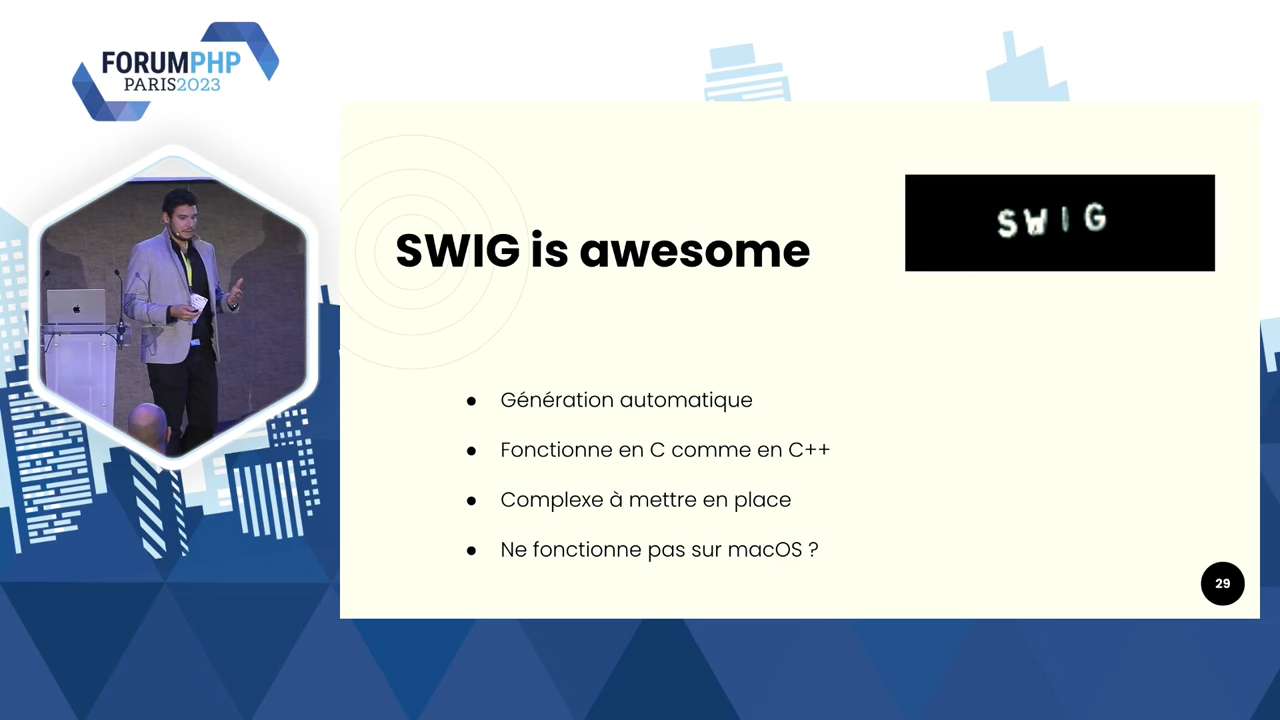 FORUMPHP
PARIS2023
SWIG
SWIG is awesome
● Génération automatique
● Fonctionne en C comme en C++
● Complexe à mettre en place
● Ne fonctionne pas sur macOS ?
29